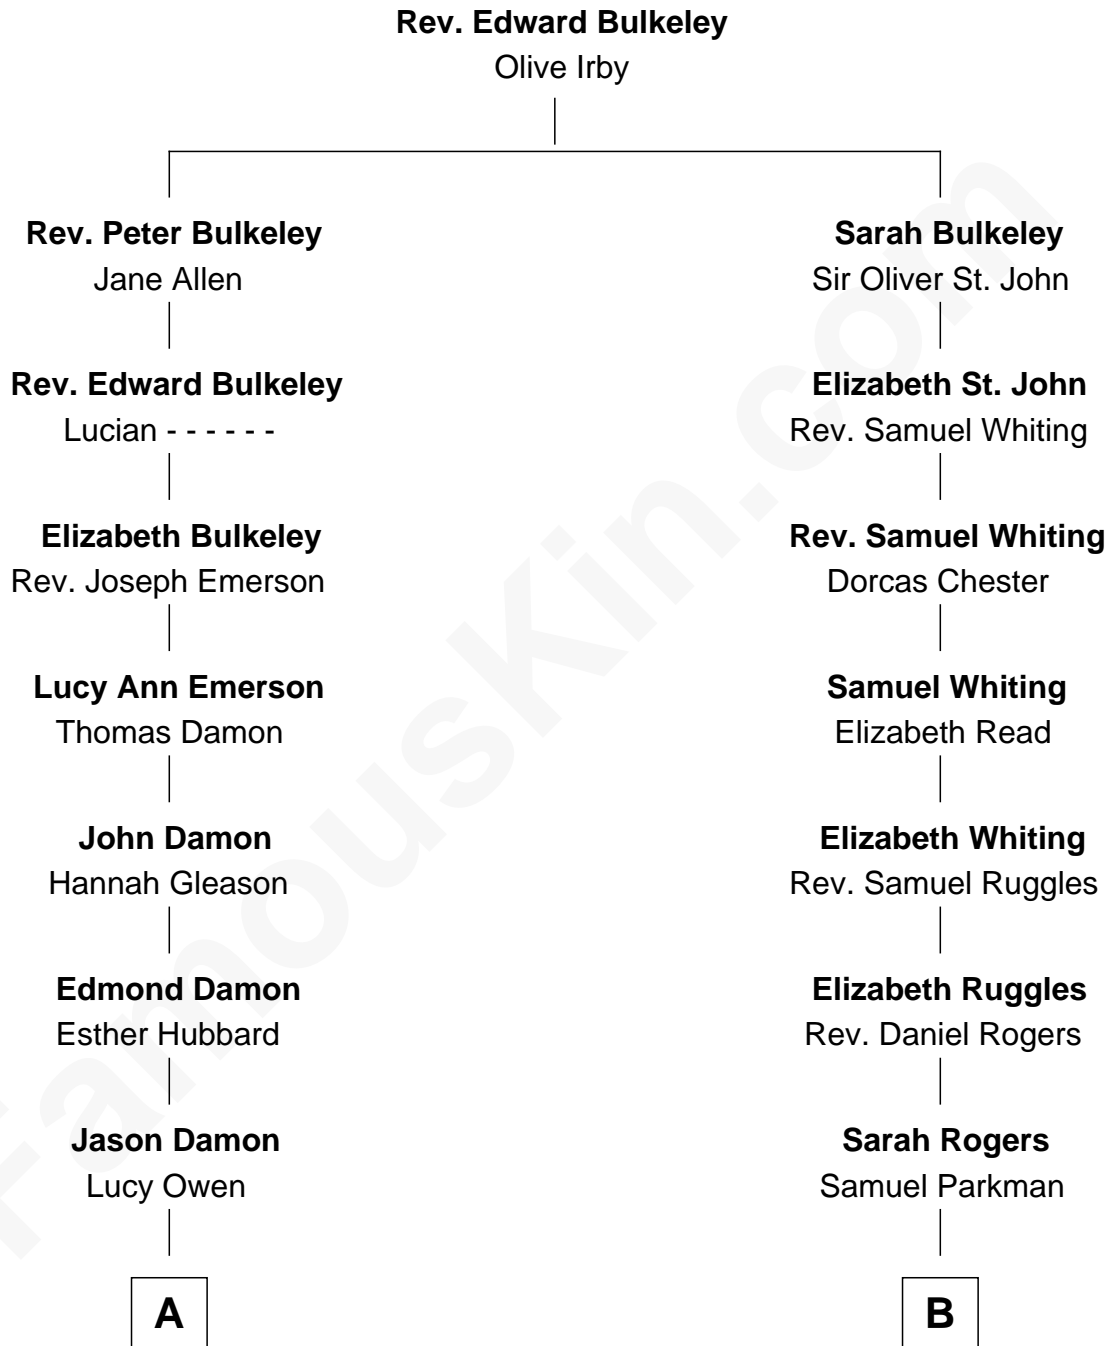 Rev. Edward Bulkeley
Olive Irby
Rev. Peter Bulkeley
Jane Allen
Sarah Bulkeley
Sir Oliver St. John
Rev. Edward Bulkeley
Lucian - - - - - -
Elizabeth St. John
Rev. Samuel Whiting
Elizabeth Bulkeley
Rev. Joseph Emerson
Rev. Samuel Whiting
Dorcas Chester
Lucy Ann Emerson
Thomas Damon
Samuel Whiting
Elizabeth Read
John Damon
Hannah Gleason
Elizabeth Whiting
Rev. Samuel Ruggles
Edmond Damon
Esther Hubbard
Elizabeth Ruggles
Rev. Daniel Rogers
Jason Damon
Lucy Owen
Sarah Rogers
Samuel Parkman
A
B
FamousKin.com